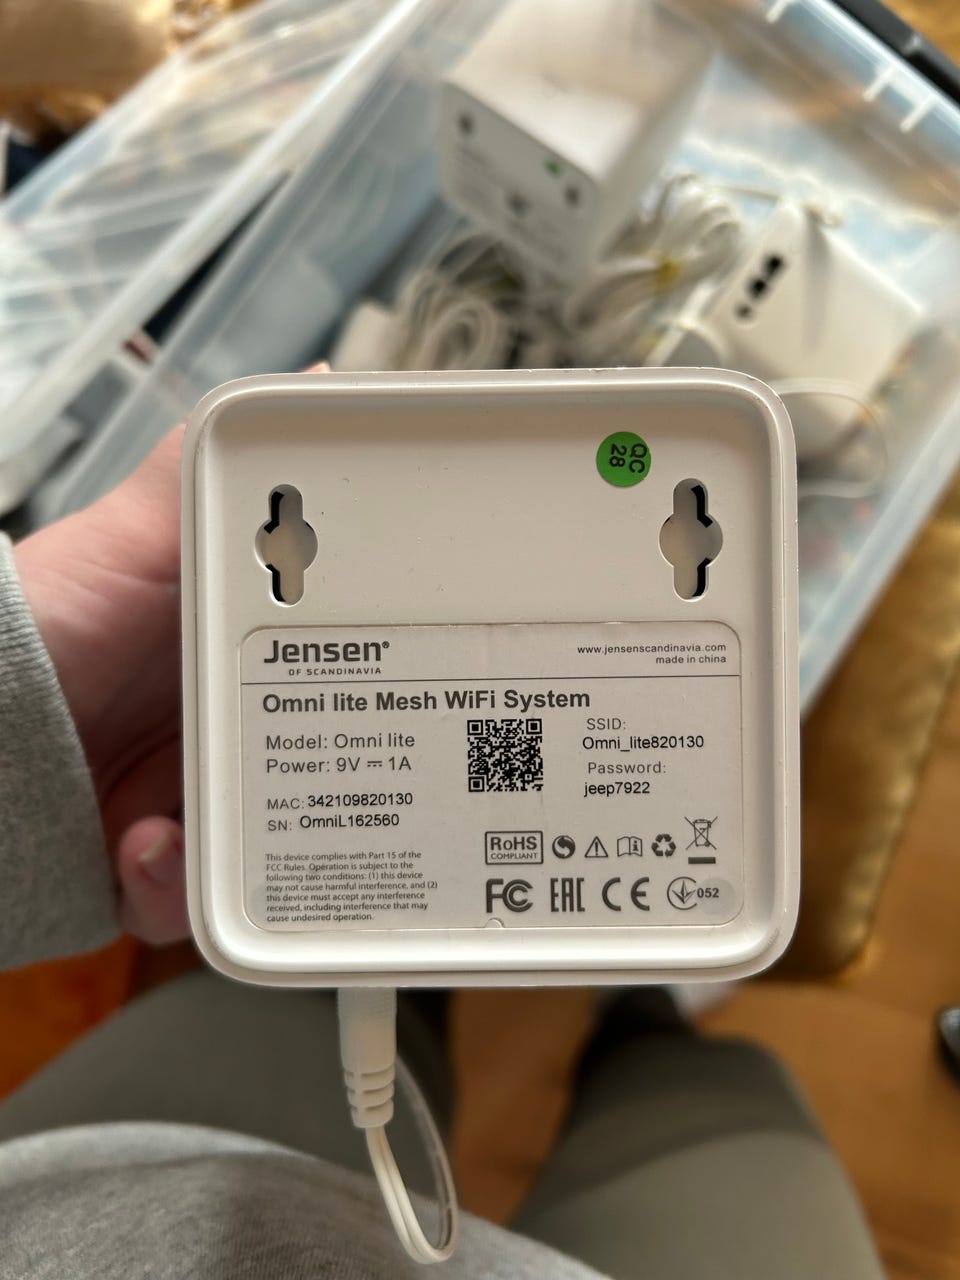 QC
28
Jensen®
OF SCANDINAVIA
www.jensenscandinavia.com
made in china
Omni lite Mesh WiFi System
Model: Omni lite
Power: 9V ⎓ 1A
MAC: 342109820130
SN: OmniL162560
SSID:
Omni_lite820130
Password:
jeep7922
This device complies with Part 15 of the
FCC Rules. Operation is subject to the
following two conditions: (1) this device
may not cause harmful interference, and (2)
this device must accept any interference
received, including interference that may
cause undesired operation.
RoHS
COMPLIANT
FC EAC CE 052